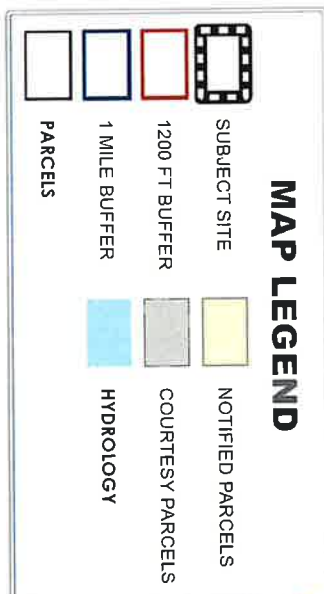 MAP LEGEND
SUBJECT SITE
1200 FT BUFFER
1 MILE BUFFER
PARCELS
NOTIFIED PARCELS
COURTESY PARCELS
HYDROLOGY